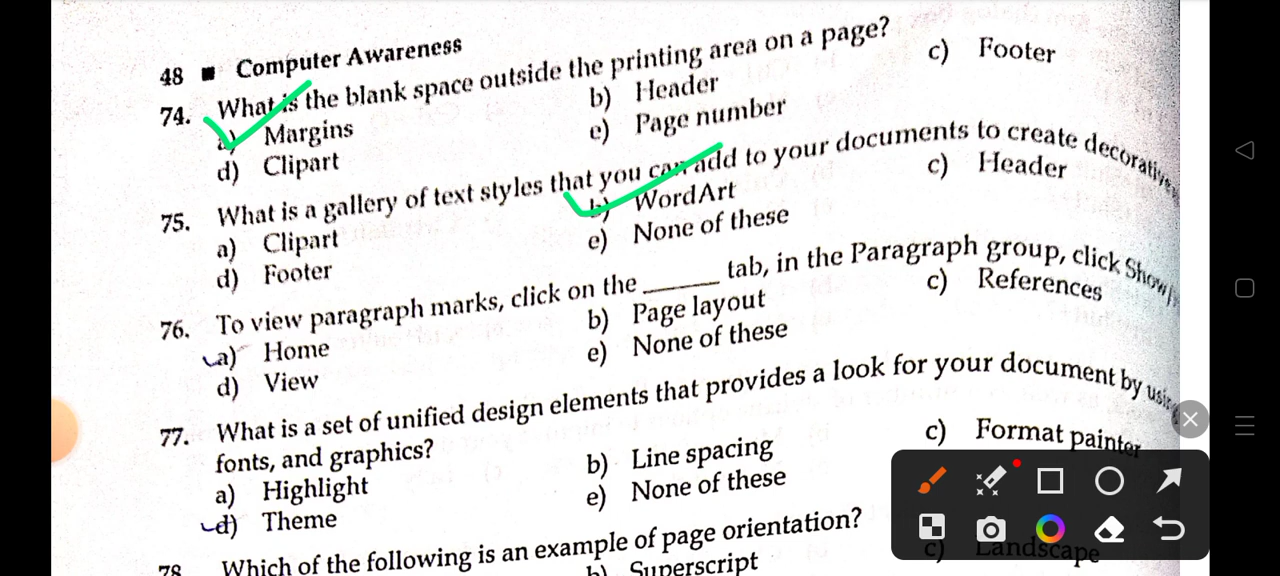 48 ■ Computer Awareness
74. What is the blank space outside the printing area on a page?
a) Margins b) Header c) Footer
d) Clipart e) Page number
75. What is a gallery of text styles that you can add to your documents to create decorative
a) Clipart b) WordArt c) Header
d) Footer e) None of these
76. To view paragraph marks, click on the ______ tab, in the Paragraph group, click Show/
a) Home b) Page layout c) References
d) View e) None of these
77. What is a set of unified design elements that provides a look for your document by using
fonts, and graphics?
a) Highlight b) Line spacing c) Format painter
d) Theme e) None of these
78 Which of the following is an example of page orientation?
b) Superscript c) Landscape